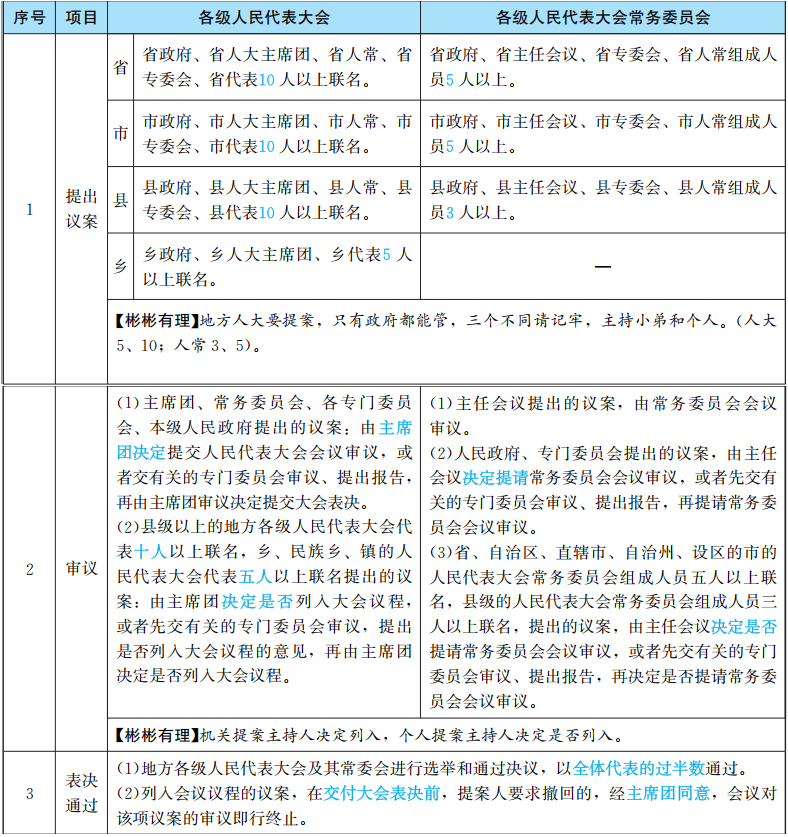 序号 项目 各级人民代表大会 各级人民代表大会常务委员会
1
提出
议案
省
省政府、省人大主席团、省人常、省
专委会、省代表10 人以上联名。
省政府、省主任会议、省专委会、省人常组成人
员5人以上。
市
市政府、市人大主席团、市人常、市
专委会、市代表10人以上联名。
市政府、市主任会议、市专委会、市人常组成人
员5人以上。
县
县政府、县人大主席团、县人常、县
专委会、县代表10人以上联名。
县政府、县主任会议、县专委会、县人常组成人
员3人以上。
乡
乡政府、乡人大主席团、乡代表5 人
以上联名。
—
【彬彬有理】地方人大要提案，只有政府都能管，三个不同请记牢，主持小弟和个人。(人大
5、10；人常3、5)。
2
审议
(1)主席团、常务委员会、各专门委员
会、本级人民政府提出的议案：由主席
团决定提交人民代表大会会议审议，或
者交有关的专门委员会审议、提出报告，
再由主席团审议决定提交大会表决。
(2)县级以上的地方各级人民代表大会代
表十人以上联名，乡、民族乡、镇的人
民代表大会代表五人以上联名提出的议
案：由主席团决定是否列入大会议程，
或者先交有关的专门委员会审议，提出
是否列入大会议程的意见，再由主席团
决定是否列入大会议程。
(1)主任会议提出的议案，由常务委员会会议
审议。
(2)人民政府、专门委员会提出的议案，由主任
会议决定提请常务委员会会议审议，或者先交有
关的专门委员会审议、提出报告，再提请常务委
员会会议审议。
(3)省、自治区、直辖市、自治州、设区的市的
人民代表大会常务委员会组成人员五人以上联
名，县级的人民代表大会常务委员会组成人员三
人以上联名，提出的议案，由主任会议决定是否
提请常务委员会会议审议，或者先交有关的专门
委员会审议、提出报告，再决定是否提请常务委
员会会议审议。
【彬彬有理】机关提案主持人决定列入，个人提案主持人决定是否列入。
3
表决
通过
(1)地方各级人民代表大会及其常委会进行选举和通过决议，以全体代表的过半数通过。
(2)列入会议议程的议案，在交付大会表决前，提案人要求撤回的，经主席团同意，会议对
该项议案的审议即行终止。